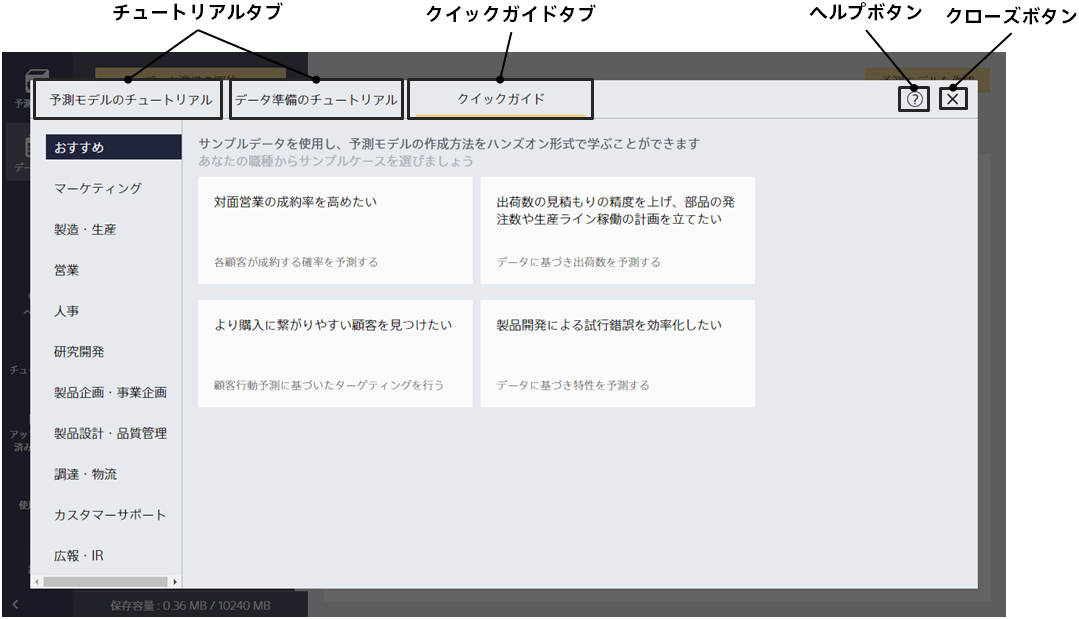 チュートリアルタブ
クイックガイドタブ
ヘルプボタン
クローズボタン
予測モデルのチュートリアル
データ準備のチュートリアル
クイックガイド
おすすめ
マーケティング
製造・生産
営業
人事
研究開発
製品企画・事業企画
製品設計・品質管理
調達・物流
カスタマーサポート
広報・IR
サンプルデータを使用し、予測モデルの作成方法をハンズオン形式で学ぶことができます
あなたの職種からサンプルケースを選びましょう
対面営業の成約率を高めたい
各顧客が成約する確率を予測する
出荷数の見積もりの精度を上げ、部品の発
注数や生産ライン稼働の計画を立てたい
データに基づき出荷数を予測する
より購入に繋がりやすい顧客を見つけたい
顧客行動予測に基づいたターゲティングを行う
製品開発による試行錯誤を効率化したい
データに基づき特性を予測する
保存容量 : 0.36 MB / 10240 MB